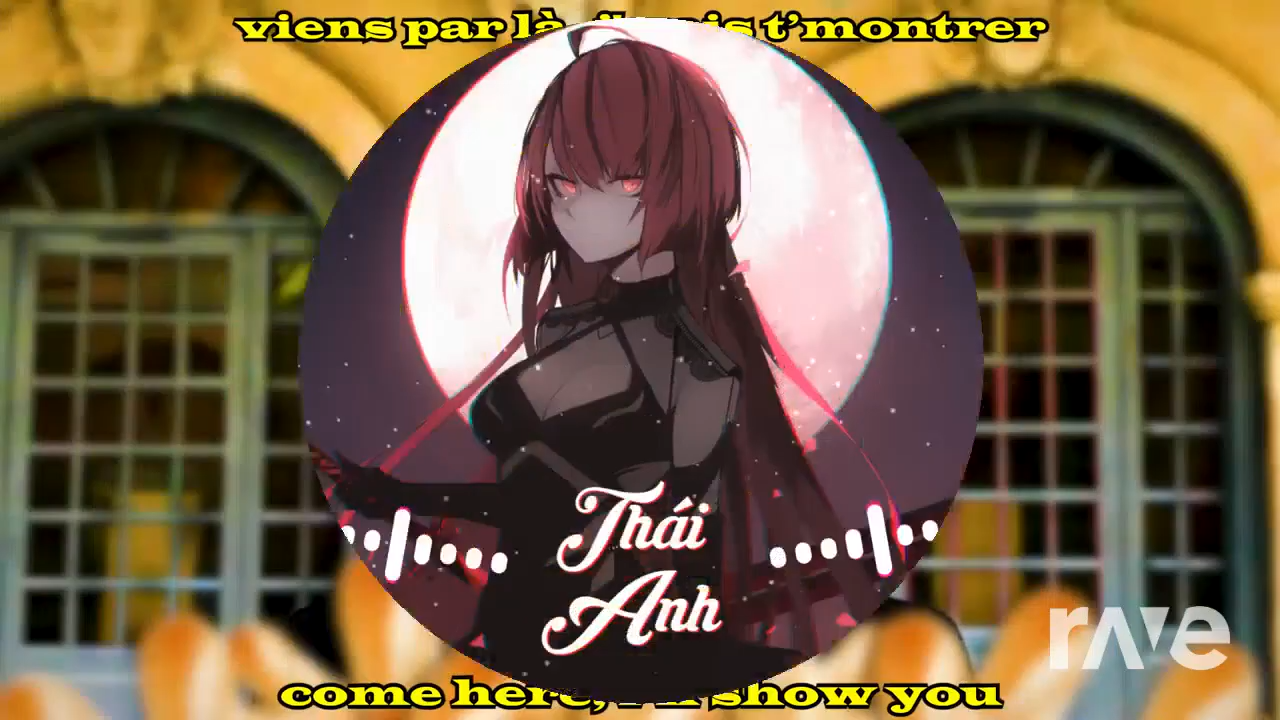 viens par là t'montrer
Thái
Anh
rave
come here, show you